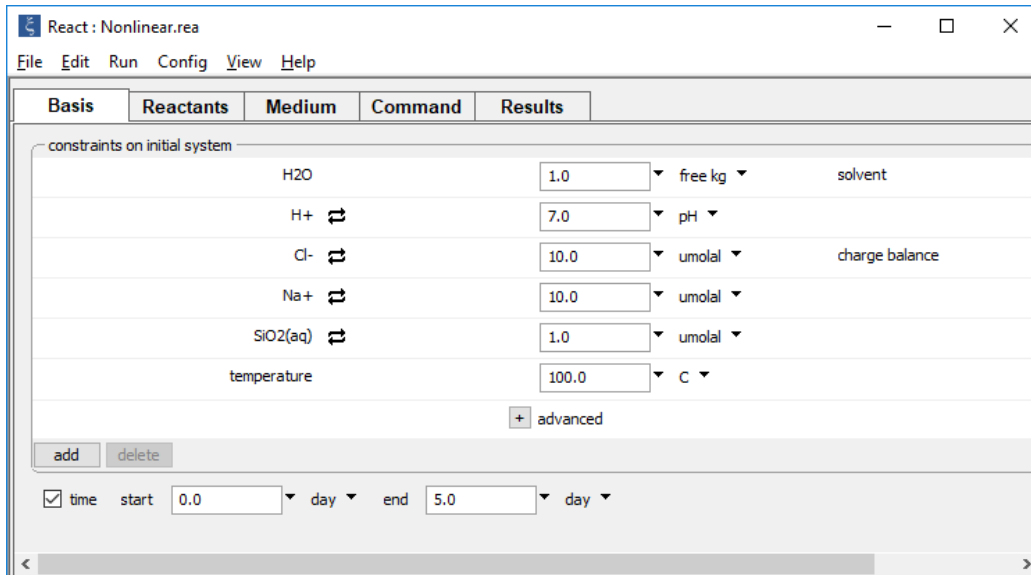 React : Nonlinear.rea
File Edit Run Config View Help
Basis Reactants Medium Command Results
constraints on initial system
H2O 1.0 free kg solvent
H+ 7.0 pH
Cl- 10.0 umolal charge balance
Na+ 10.0 umolal
SiO2(aq) 1.0 umolal
temperature 100.0 C
+ advanced
add delete
time start 0.0 day end 5.0 day